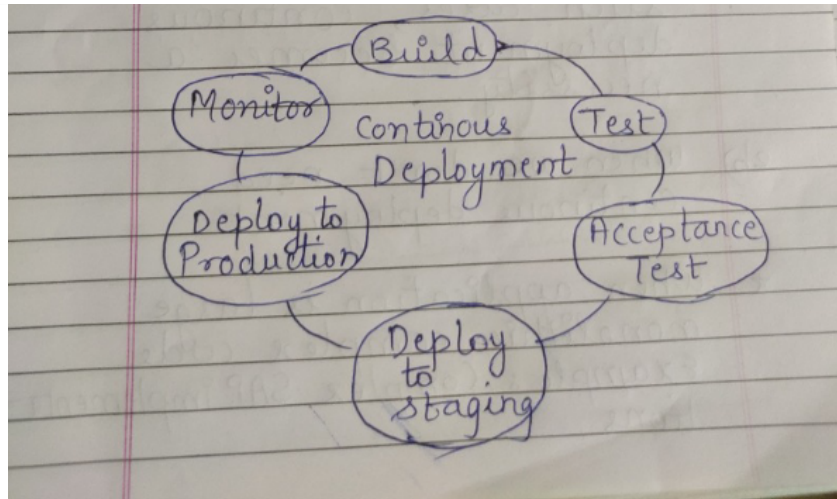 Build
Monitor
Continous
Deployment
Test
Deploy to
Production
Acceptance
Test
Deploy
to
staging